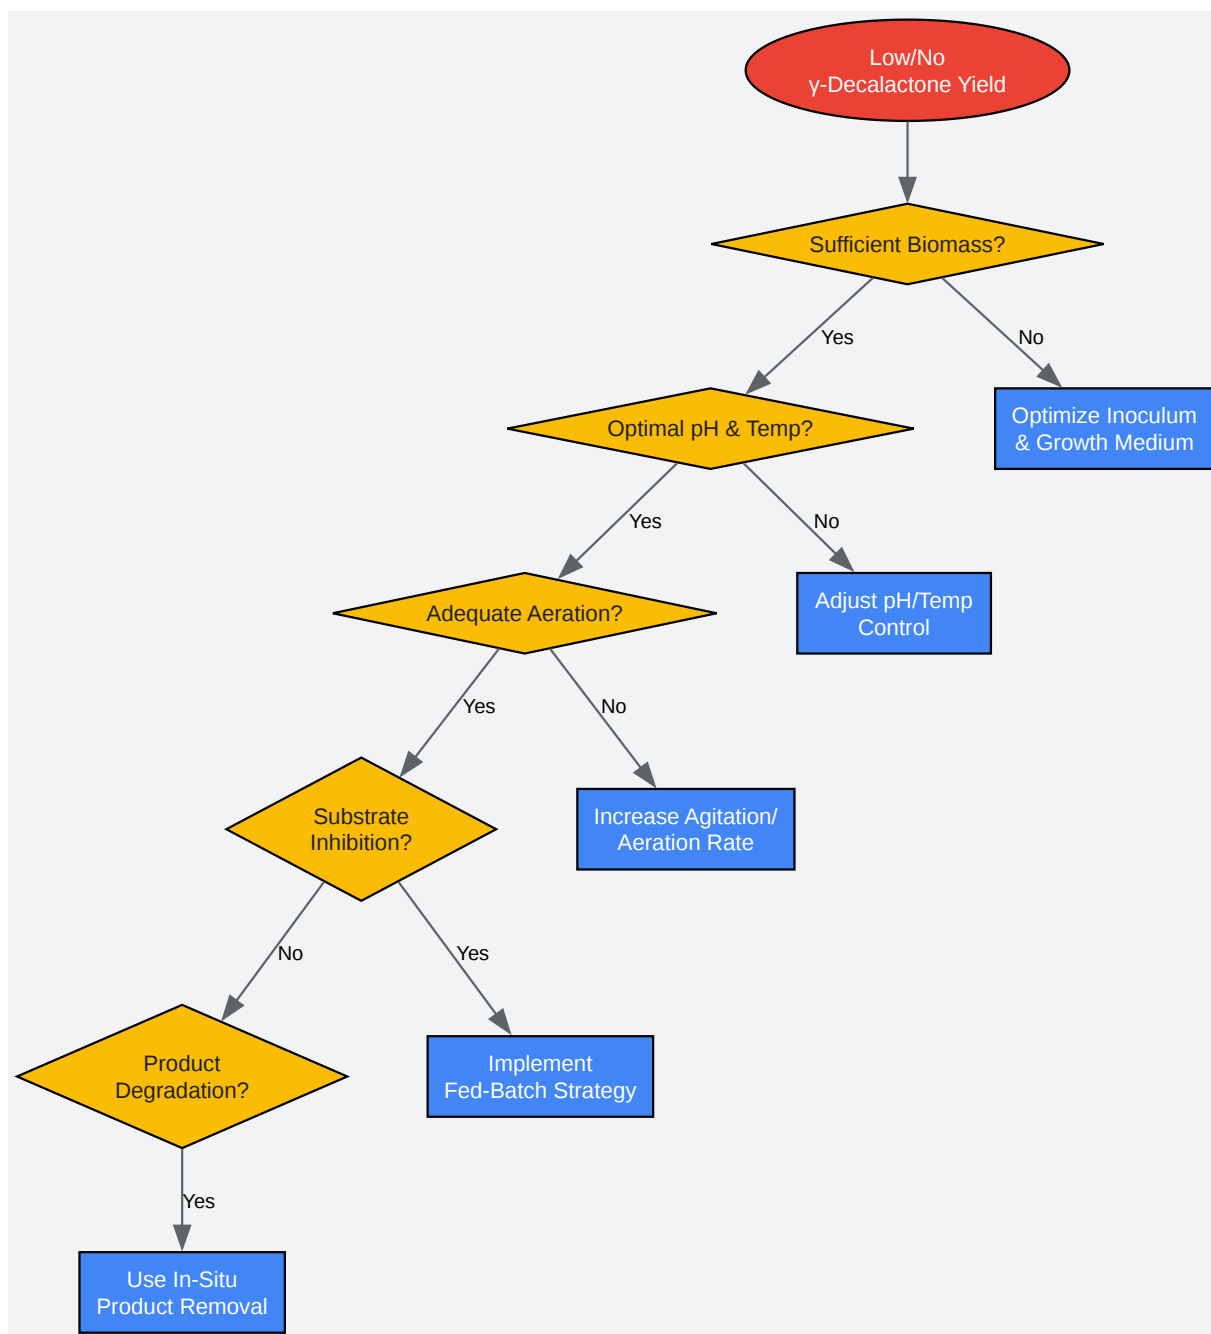 Low/No
γ-Decalactone Yield
Sufficient Biomass?
Yes
No
Optimal pH & Temp?
Optimize Inoculum
& Growth Medium
Yes
No
Adequate Aeration?
Adjust pH/Temp
Control
Yes
No
Substrate
Inhibition?
Increase Agitation/
Aeration Rate
No
Yes
Product
Degradation?
Implement
Fed-Batch Strategy
Yes
Use In-Situ
Product Removal